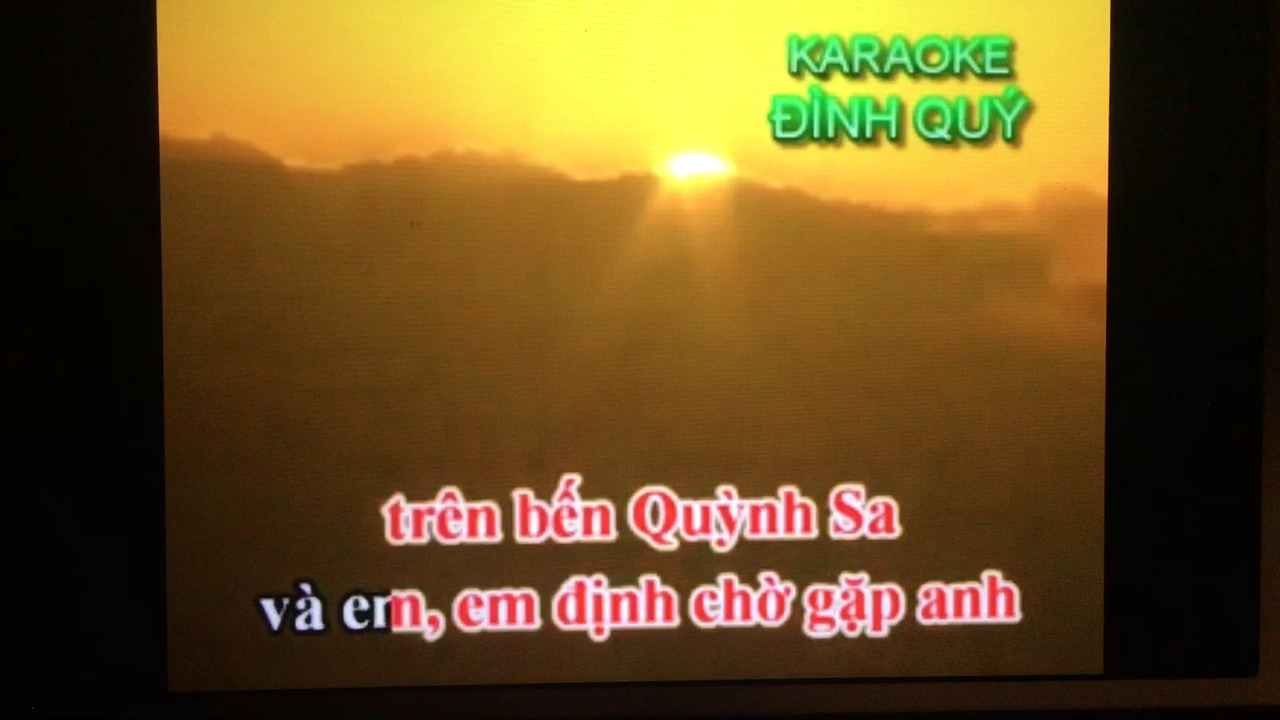 KARAOKE
ĐÌNH QUÝ
trên bến Quỳnh Sa
và em, em định chờ gặp anh